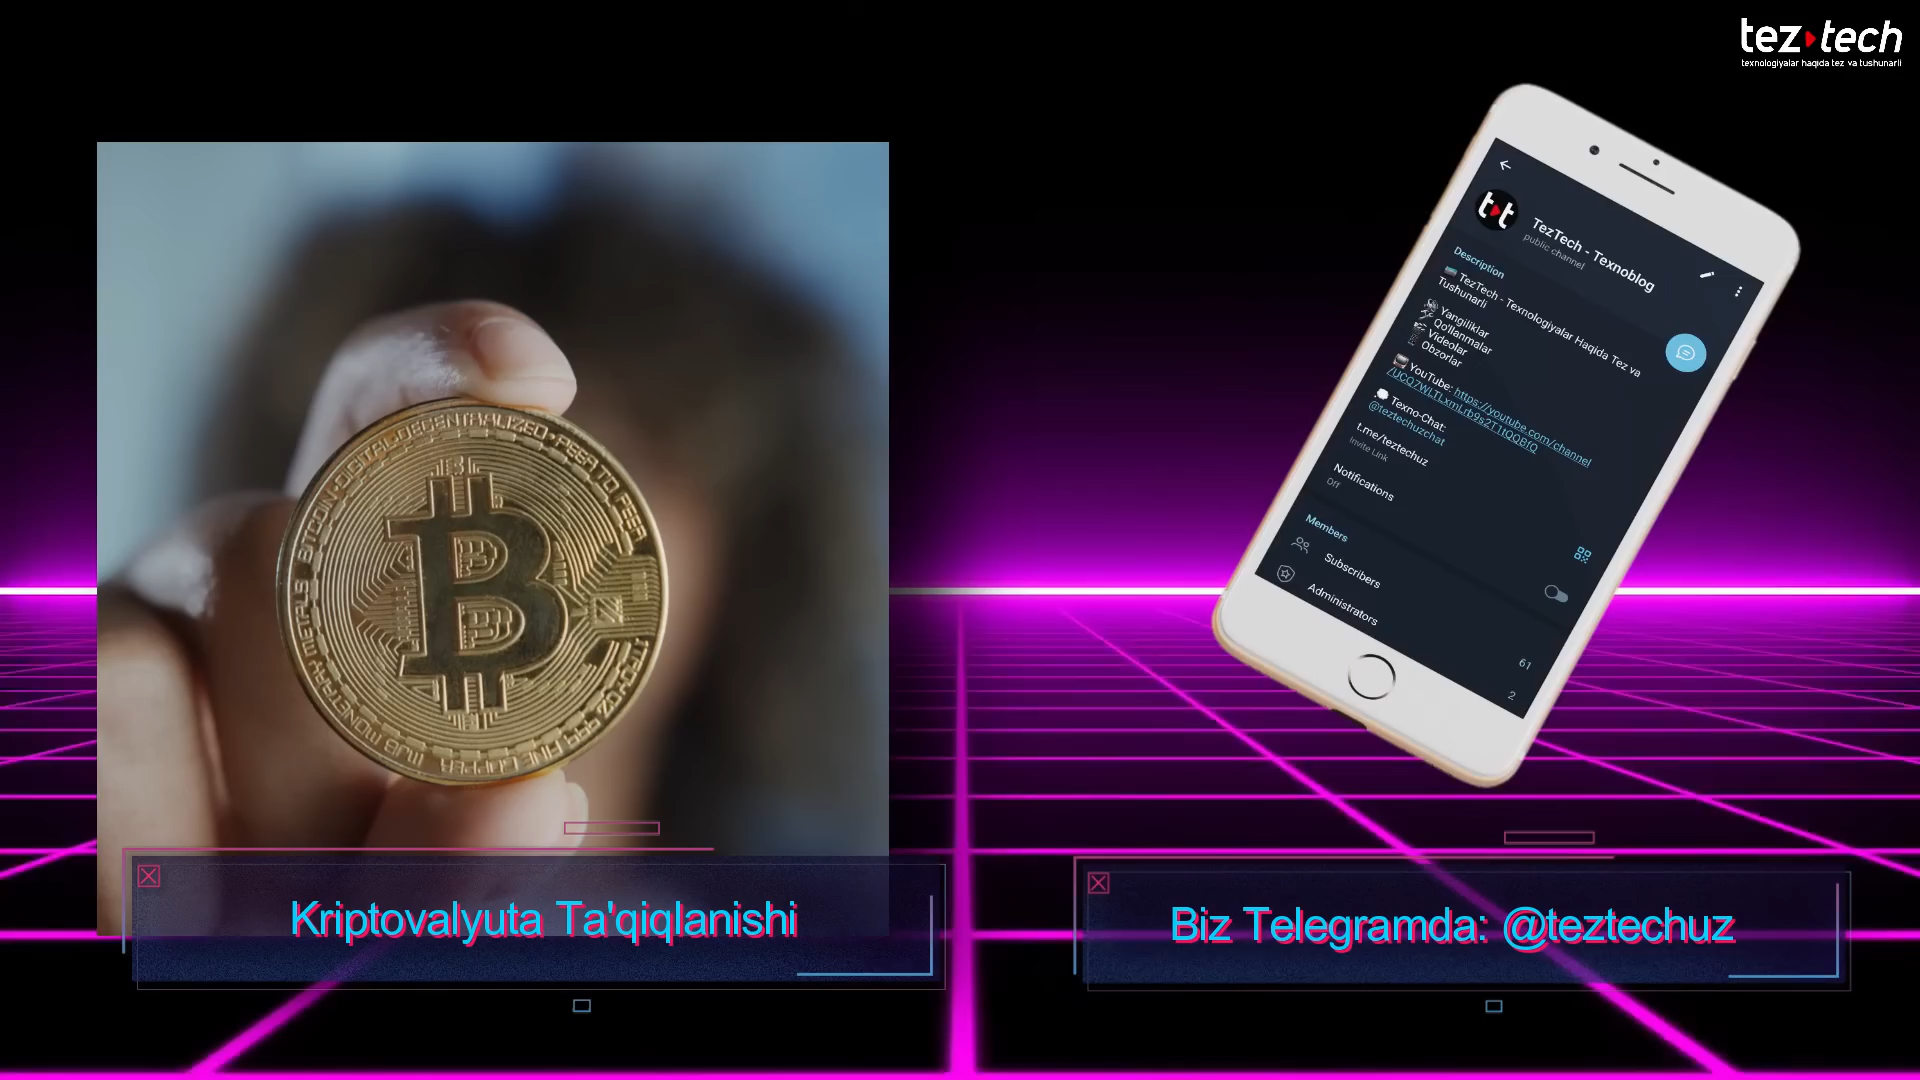 tez tech
texnologiyalar haqida tez va tushunarli
TezTech - Texnoblog
public channel
Description
TezTech - Texnologiyalar Haqida Tez va
Tushunarli
Yangiliklar
Qo'llanmalar
Videolar
Obzorlar
YouTube: https://youtube.com/channel
Texno-Chat:
@teztechuzchat
t.me/teztechuz
Invite Link
Notifications
Off
Members
Subscribers
61
Administrators
2
BITCOIN·DIGITAL·DECENTRALIZED·PEER TO PEER
Kriptovalyuta Ta'qiqlanishi
Biz Telegramda: @teztechuz